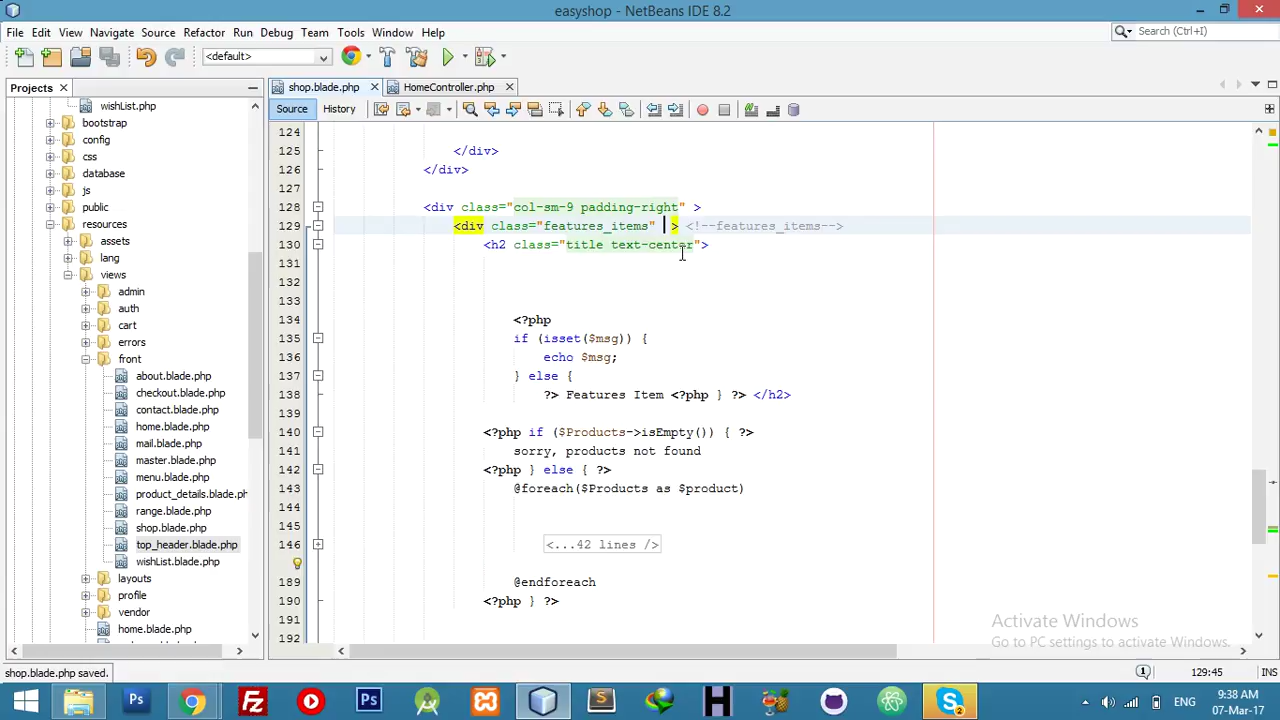 easyshop - NetBeans IDE 8.2
File Edit View Navigate Source Refactor Run Debug Team Tools Window Help
Search (Ctrl+I)
<default>
Projects
shop.blade.php
HomeController.php
Source
History
wishList.php
bootstrap
config
css
database
js
public
resources
assets
lang
views
admin
auth
cart
errors
front
about.blade.php
checkout.blade.php
contact.blade.php
home.blade.php
mail.blade.php
master.blade.php
menu.blade.php
product_details.blade.ph
range.blade.php
shop.blade.php
top_header.blade.php
wishList.blade.php
layouts
profile
vendor
home.blade.php
124
125 </div>
126 </div>
127
128 <div class="col-sm-9 padding-right" >
129 <div class="features_items" > <!--features_items-->
130 <h2 class="title text-center">
131
132
133
134 <?php
135 if (isset($msg)) {
136 echo $msg;
137 } else {
138 ?> Features Item <?php } ?> </h2>
139
140 <?php if ($Products->isEmpty()) { ?>
141 sorry, products not found
142 <?php } else { ?>
143 @foreach($Products as $product)
144
145
146 <...42 lines />
189 @endforeach
190 <?php } ?>
191
192
Activate Windows
Go to PC settings to activate Windows.
shop.blade.php saved.
1
129:45
INS
Ps
Ps
2
ENG
9:38 AM
07-Mar-17